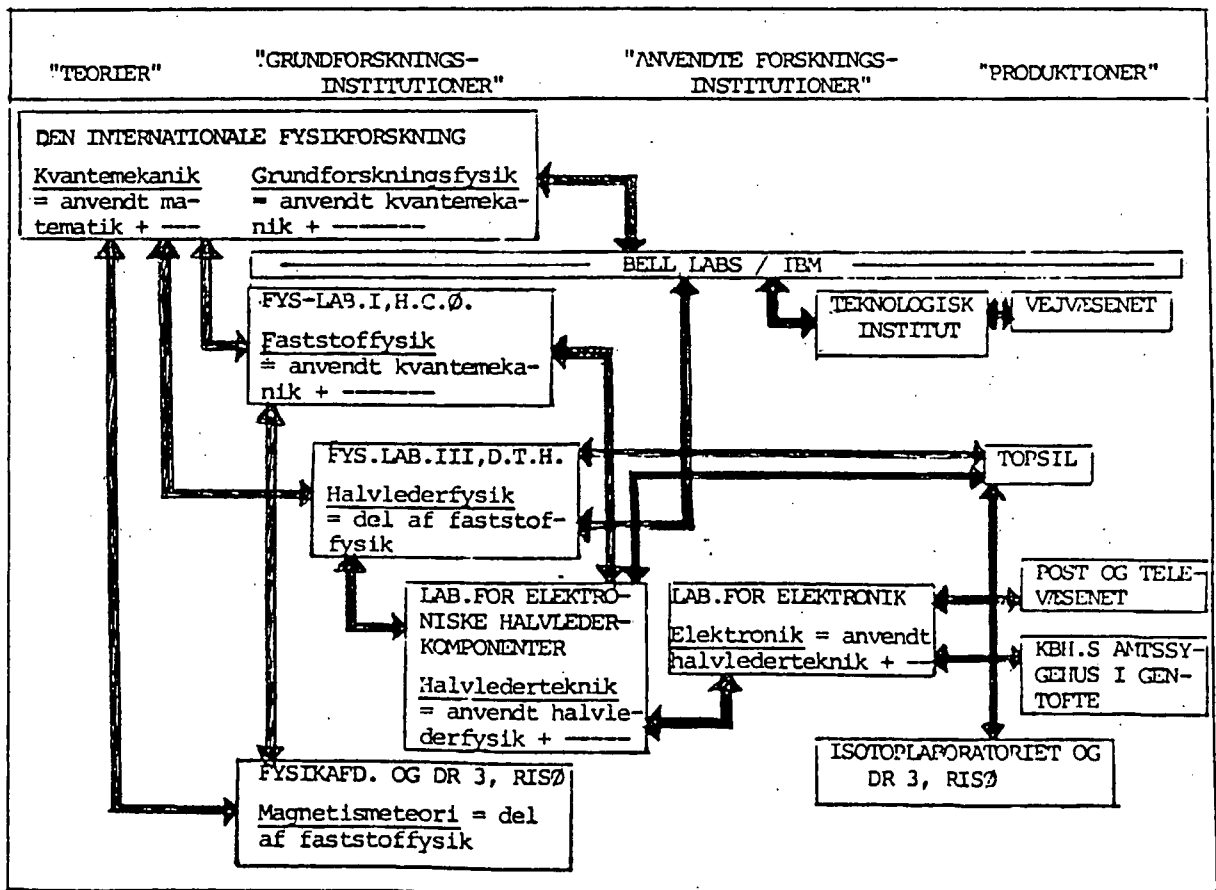 "TEORIER"
"GRUNDFORSKNINGS-
INSTITUTIONER"
"ANVENDTE FORSKNINGS-
INSTITUTIONER"
"PRODUKTIONER"
DEN INTERNATIONALE FYSIKFORSKNING
Kvantemekanik
= anvendt ma-
tematik + ---
Grundforskningsfysik
= anvendt kvantemeka-
nik + -------
BELL LABS / IBM
FYS-LAB.I,H.C.Ø.
Faststoffysik
= anvendt kvantemeka-
nik + -------
TEKNOLOGISK
INSTITUT
VEJVÆSENET
FYS.LAB.III,D.T.H.
Halvlederfysik
= del af faststof-
fysik
TOPSIL
LAB.FOR ELEKTRO-
NISKE HALVLEDER-
KOMPONENTER
Halvlederteknik
= anvendt halvle-
derfysik + -----
LAB.FOR ELEKTRONIK
Elektronik = anvendt
halvlederteknik + --
POST OG TELE-
VÆSENET
KBH.S AMTSSY-
GEHUS I GEN-
TOFTE
ISOTOPLABORATORIET OG
DR 3, RISØ
FYSIKAFD. OG DR 3, RISØ
Magnetismeteori = del
af faststoffysik